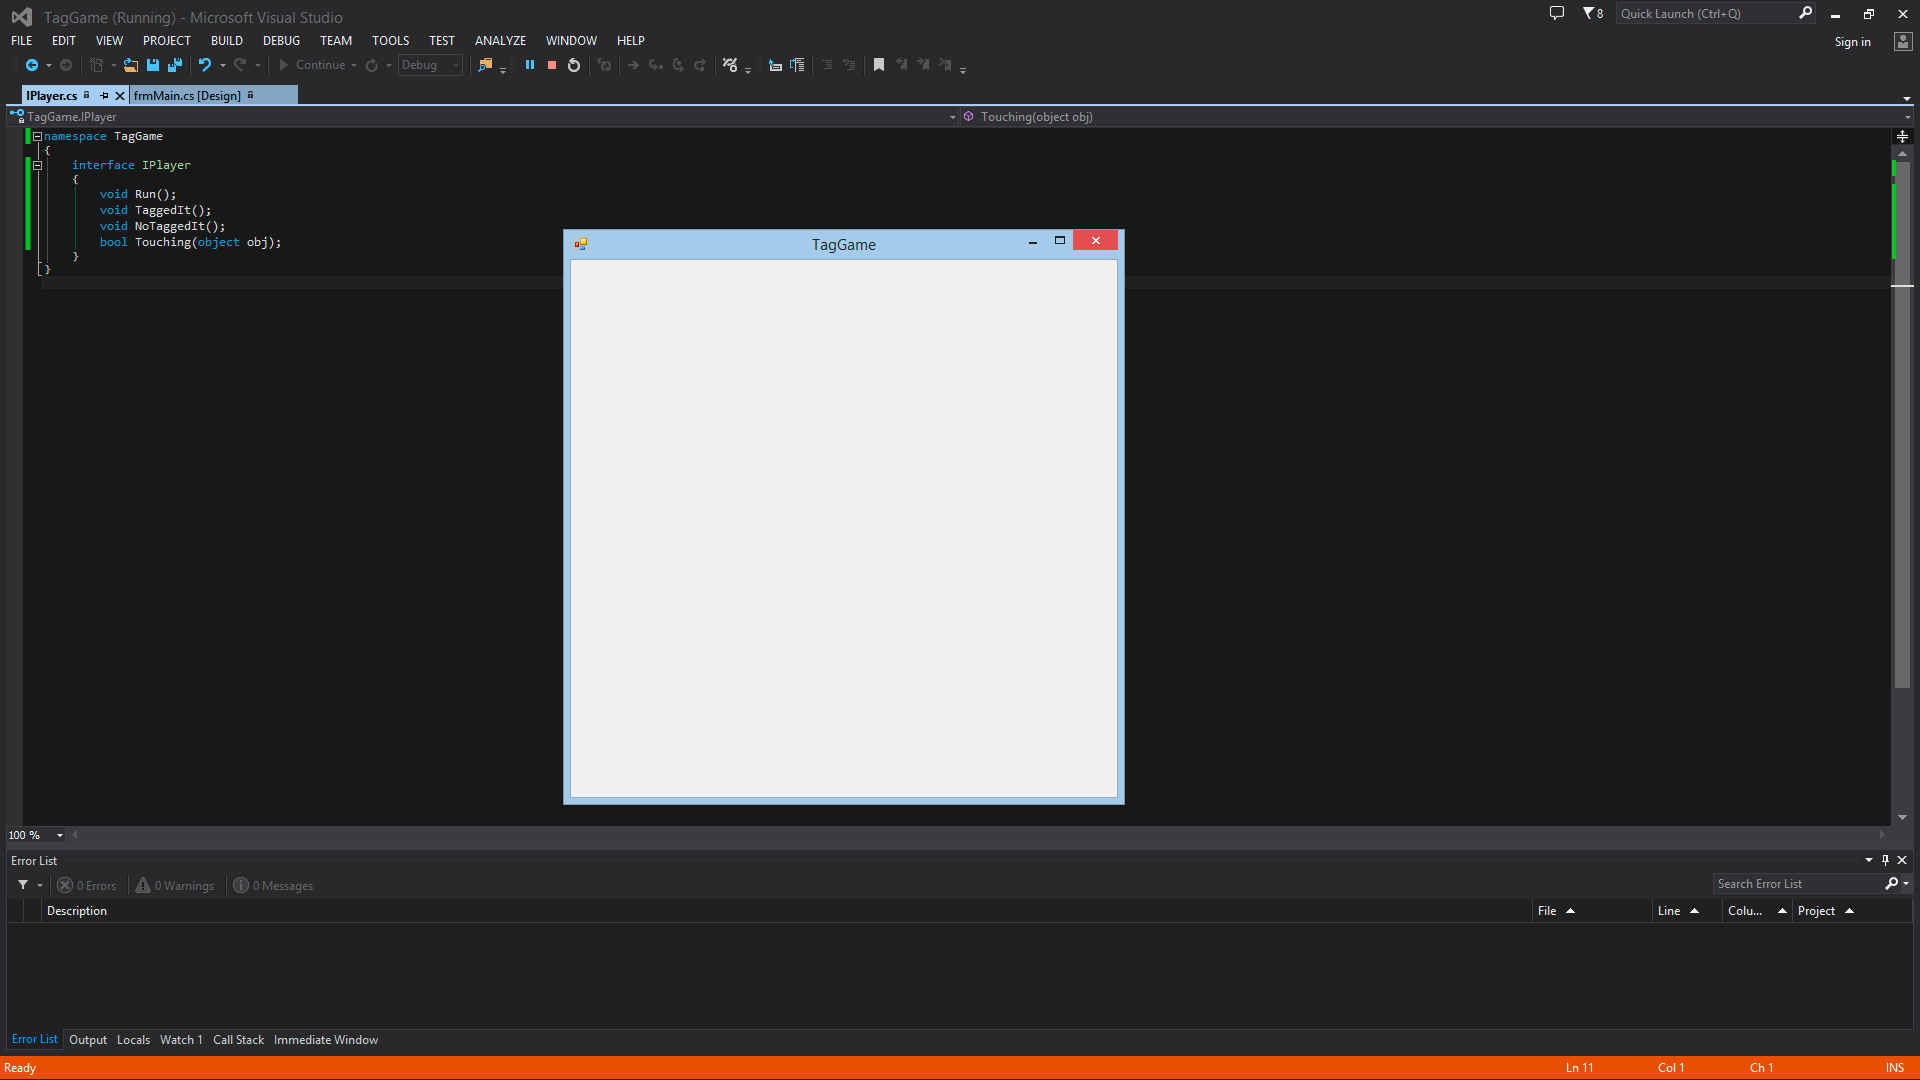 TagGame (Running) - Microsoft Visual Studio
8
Quick Launch (Ctrl+Q)
FILE EDIT VIEW PROJECT BUILD DEBUG TEAM TOOLS TEST ANALYZE WINDOW HELP
Sign in
Continue
Debug
IPlayer.cs
frmMain.cs [Design]
TagGame.IPlayer
Touching(object obj)
namespace TagGame
{
interface IPlayer
{
void Run();
void TaggedIt();
void NoTaggedIt();
bool Touching(object obj);
}
}
TagGame
100 %
Error List
0 Errors
0 Warnings
0 Messages
Search Error List
Description
File
Line
Colu...
Project
Error List Output Locals Watch 1 Call Stack Immediate Window
Ready
Ln 11
Col 1
Ch 1
INS